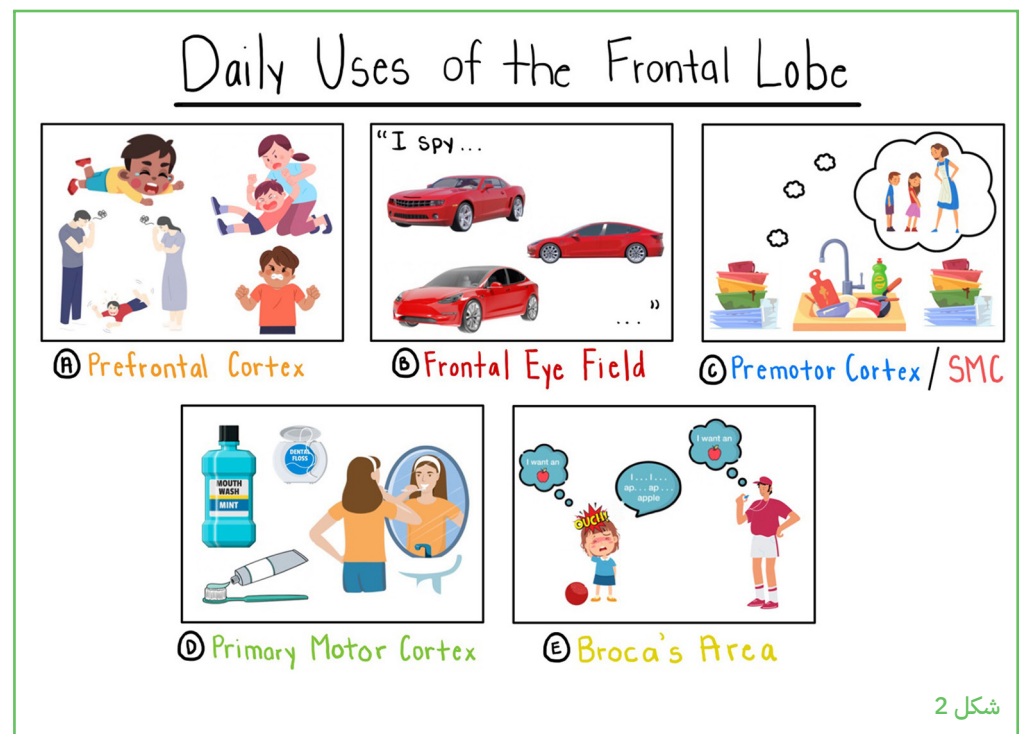 Daily Uses of the Frontal Lobe
"I spy...
..."
A Prefrontal Cortex
B Frontal Eye Field
C Premotor Cortex / SMC
MOUTH
WASH
MINT
DENTAL
FLOSS
I want an
OUCH!
I...I...
ap... ap...
apple
I want an
D Primary Motor Cortex
E Broca's Area
شكل 2